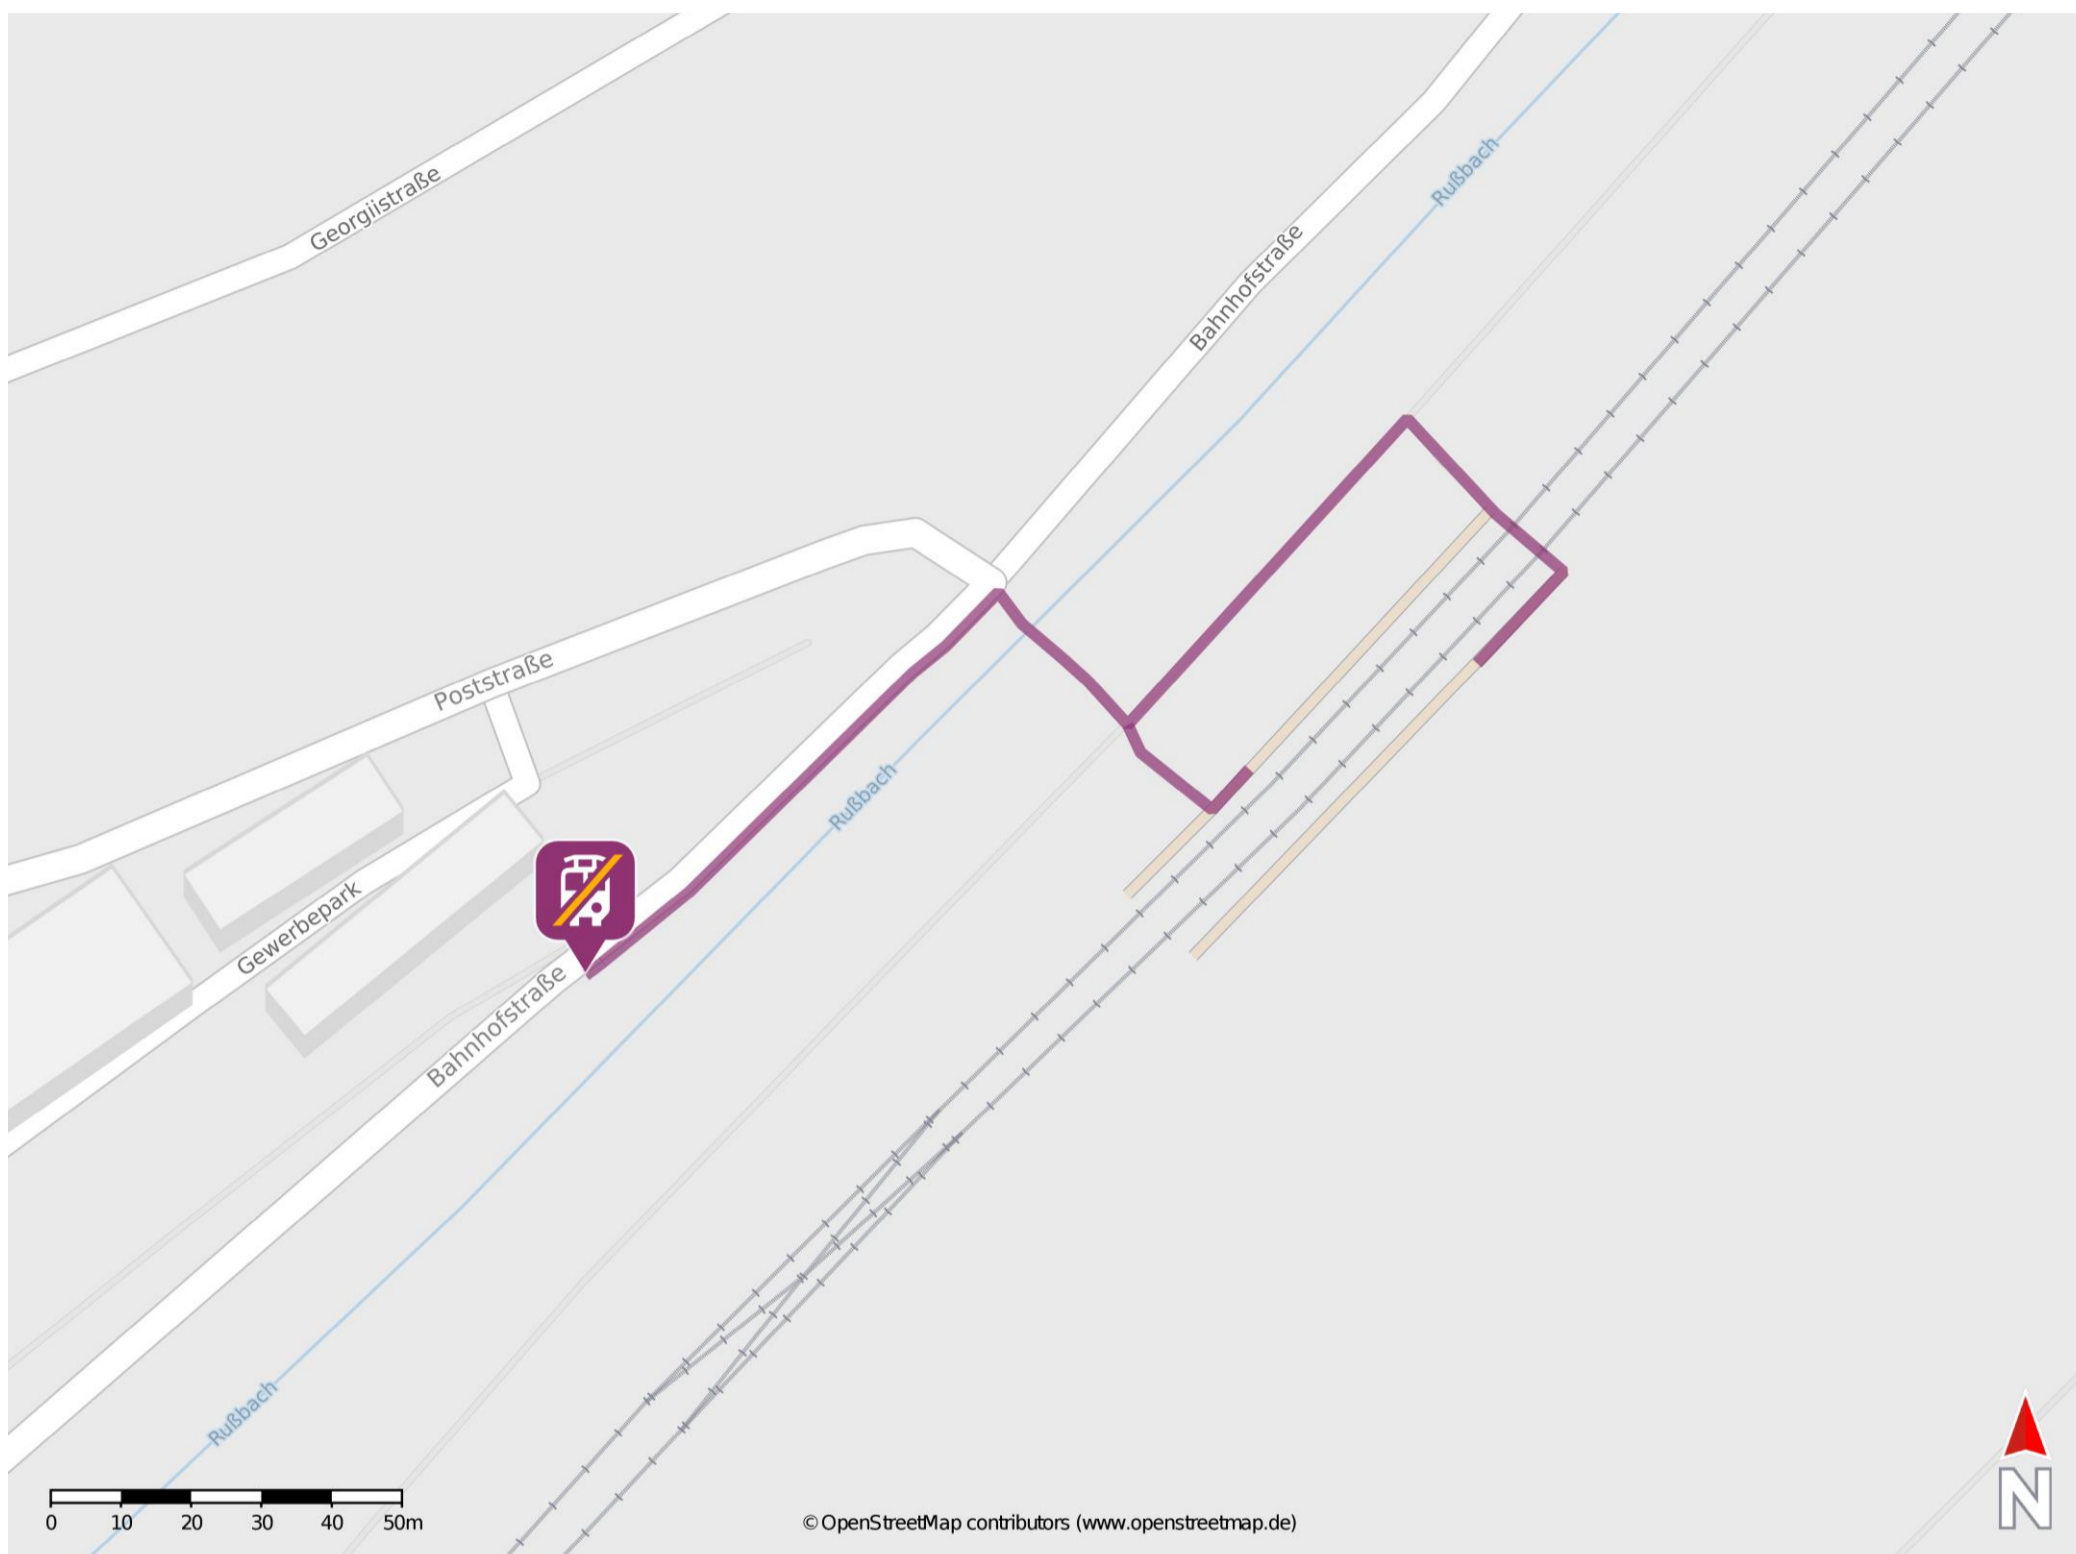 Rußbach
Georgiistraße
Bahnhofstraße
Poststraße
Rußbach
Gewerbepark
Bahnhofstraße
Rußbach
N
0 10 20 30 40 50m
© OpenStreetMap contributors (www.openstreetmap.de)